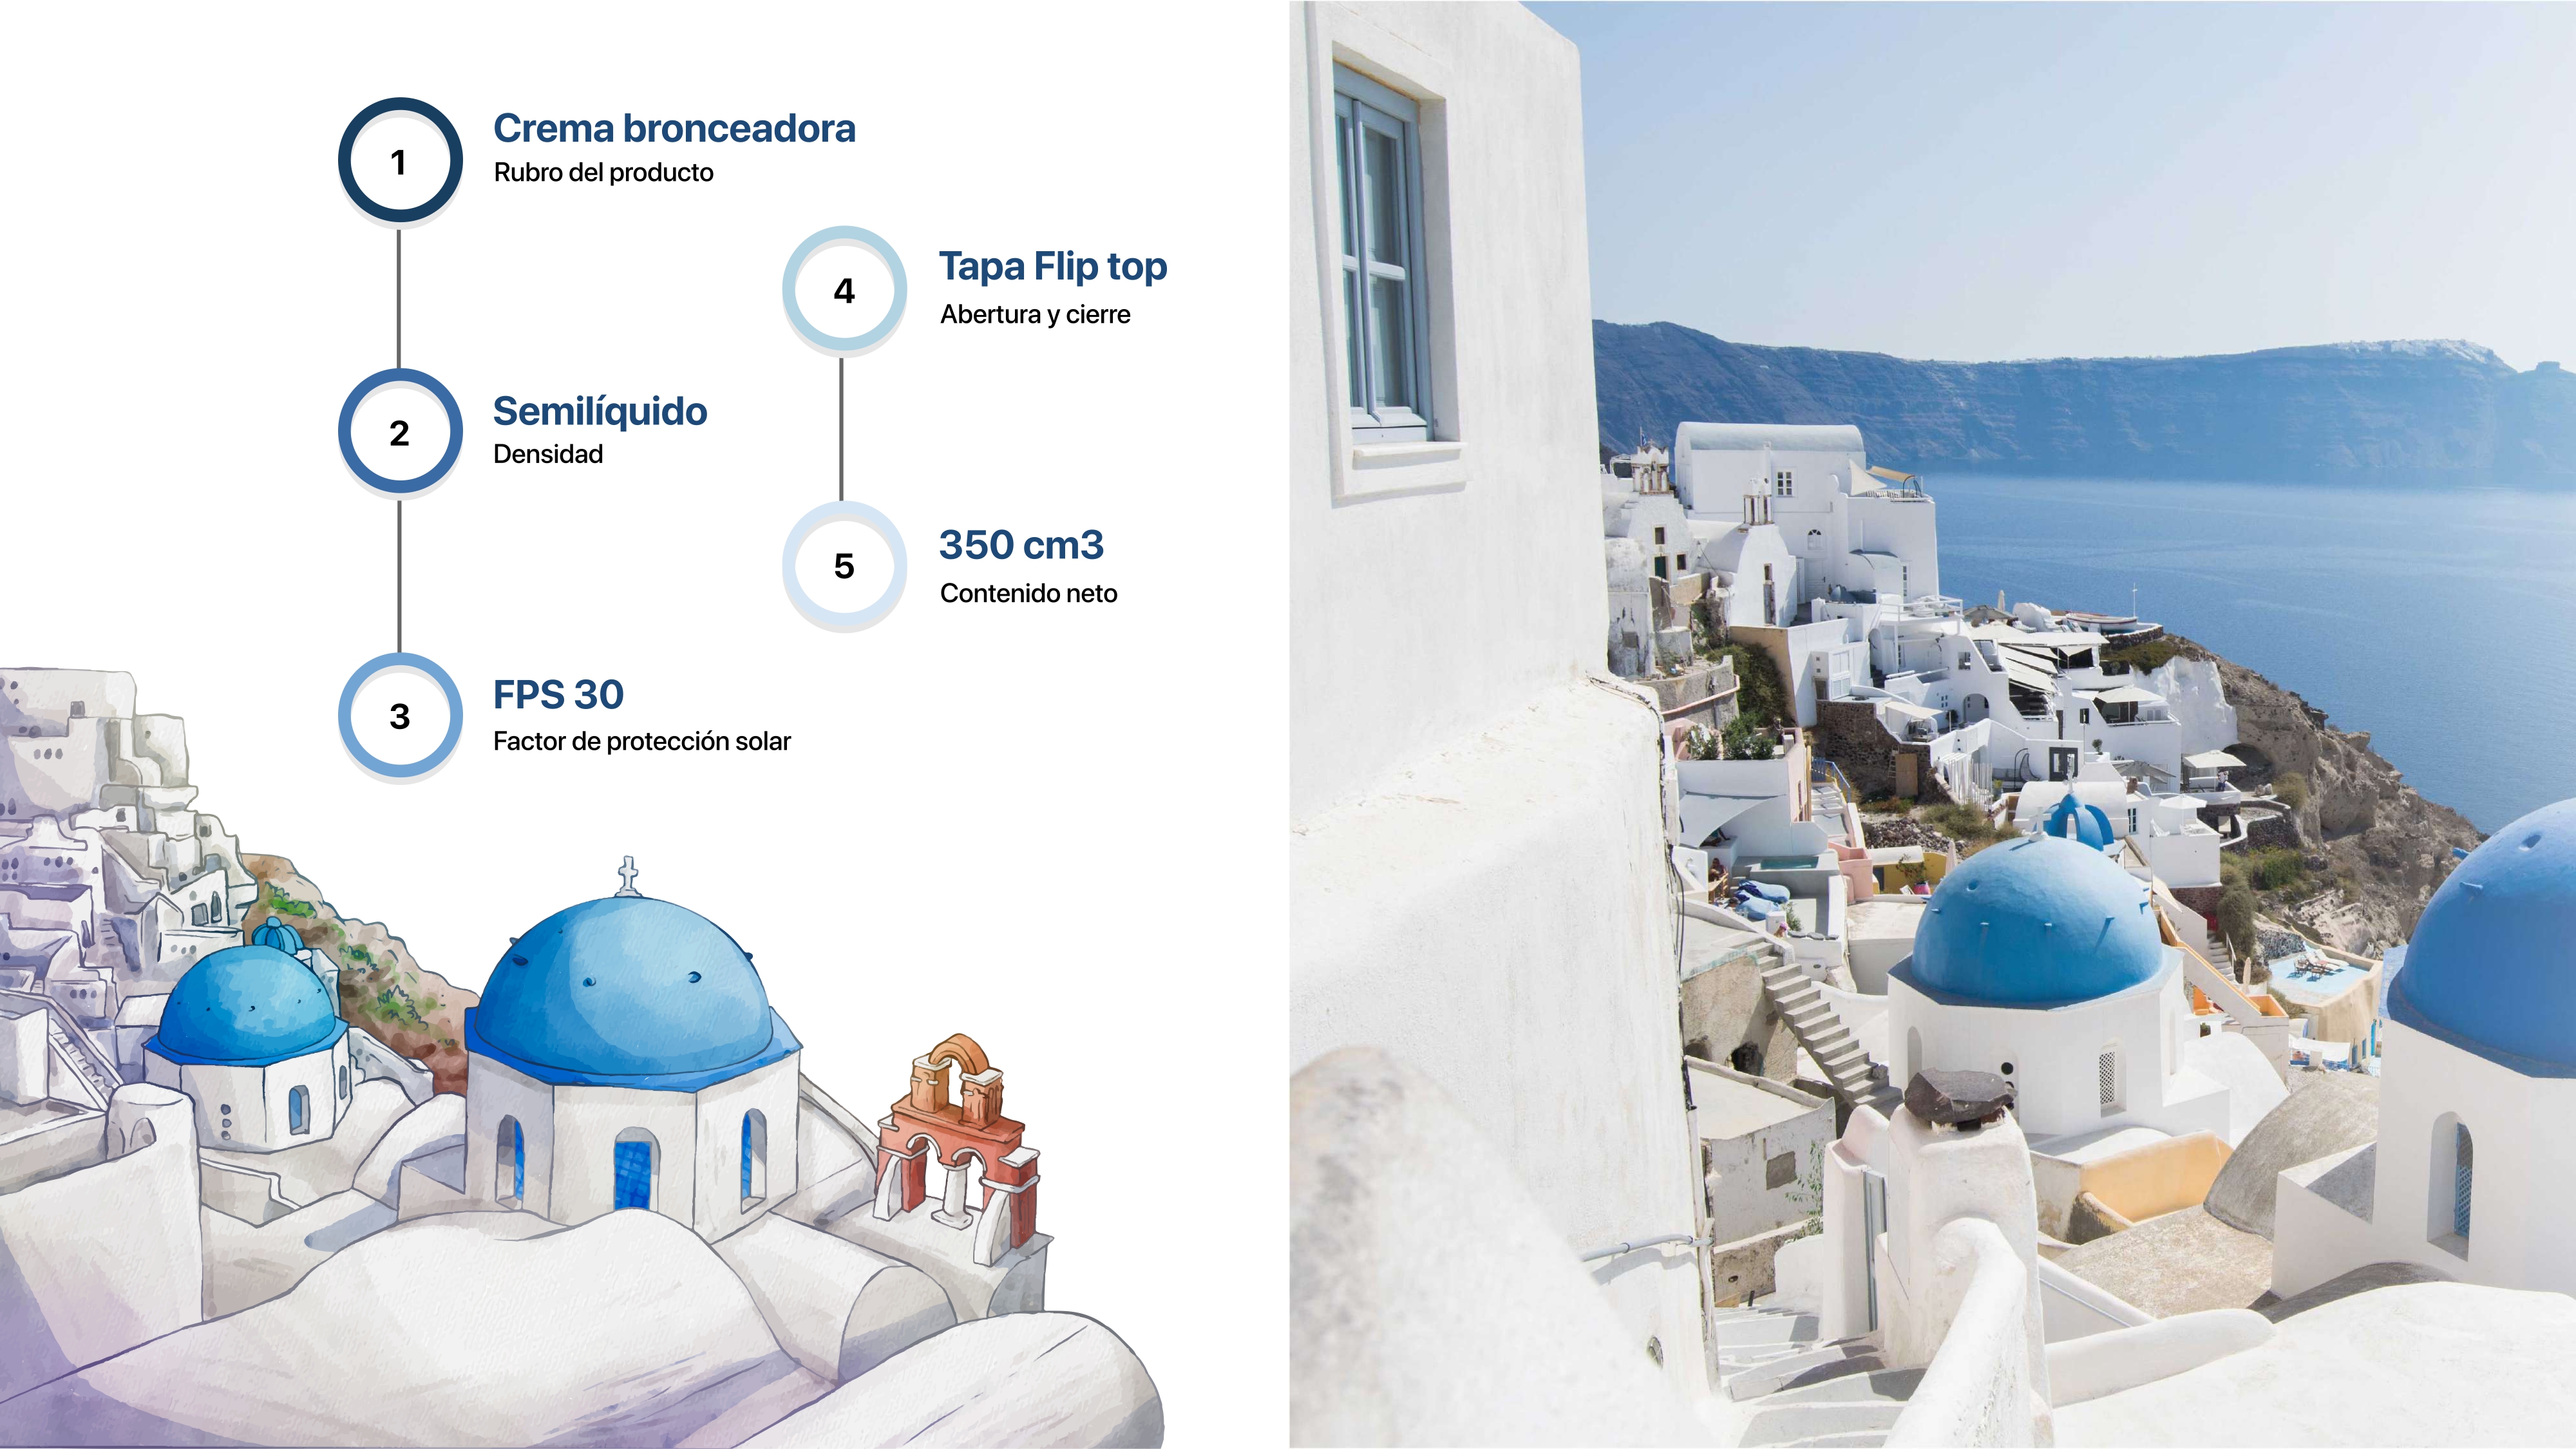 1
Crema bronceadora
Rubro del producto
2
Semilíquido
Densidad
3
FPS 30
Factor de protección solar
4
Tapa Flip top
Abertura y cierre
5
350 cm3
Contenido neto